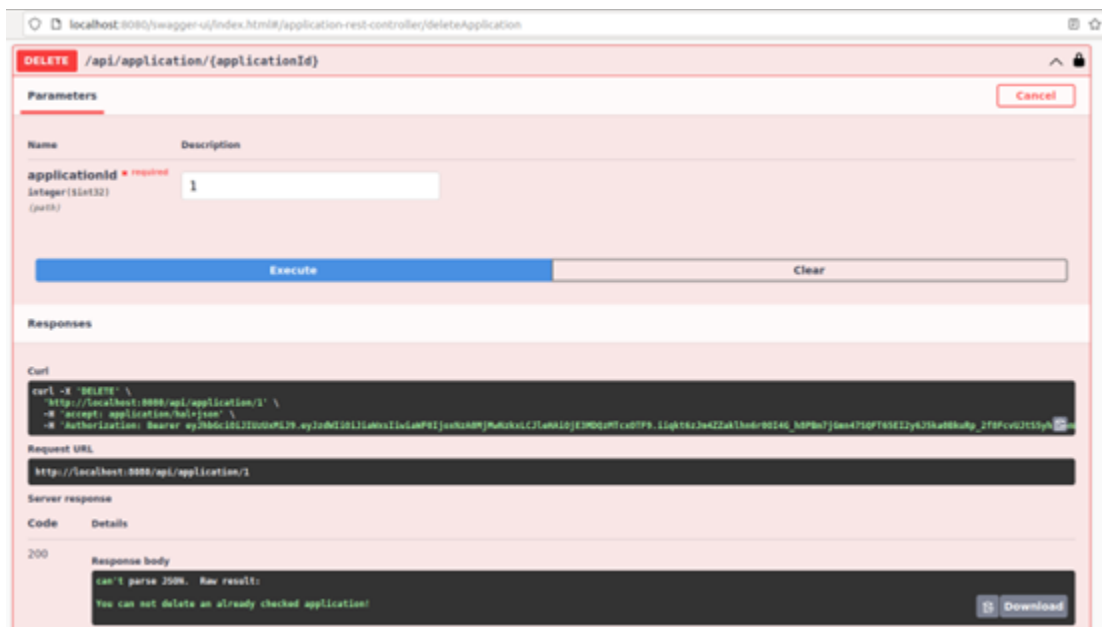 localhost:8080/swagger-ui/index.html#/application-rest-controller/deleteApplication
DELETE /api/application/{applicationId}
Parameters
Cancel
Name Description
applicationId * required
integer($int32)
(path)
1
Execute Clear
Responses
Curl
curl -X 'DELETE' \
'http://localhost:8080/api/application/1' \
-H 'accept: application/hal+json' \
-H 'Authorization: Bearer
Request URL
http://localhost:8080/api/application/1
Server response
Code Details
200
Response body
can't parse JSON. Raw result:
You can not delete an already checked application!
Download